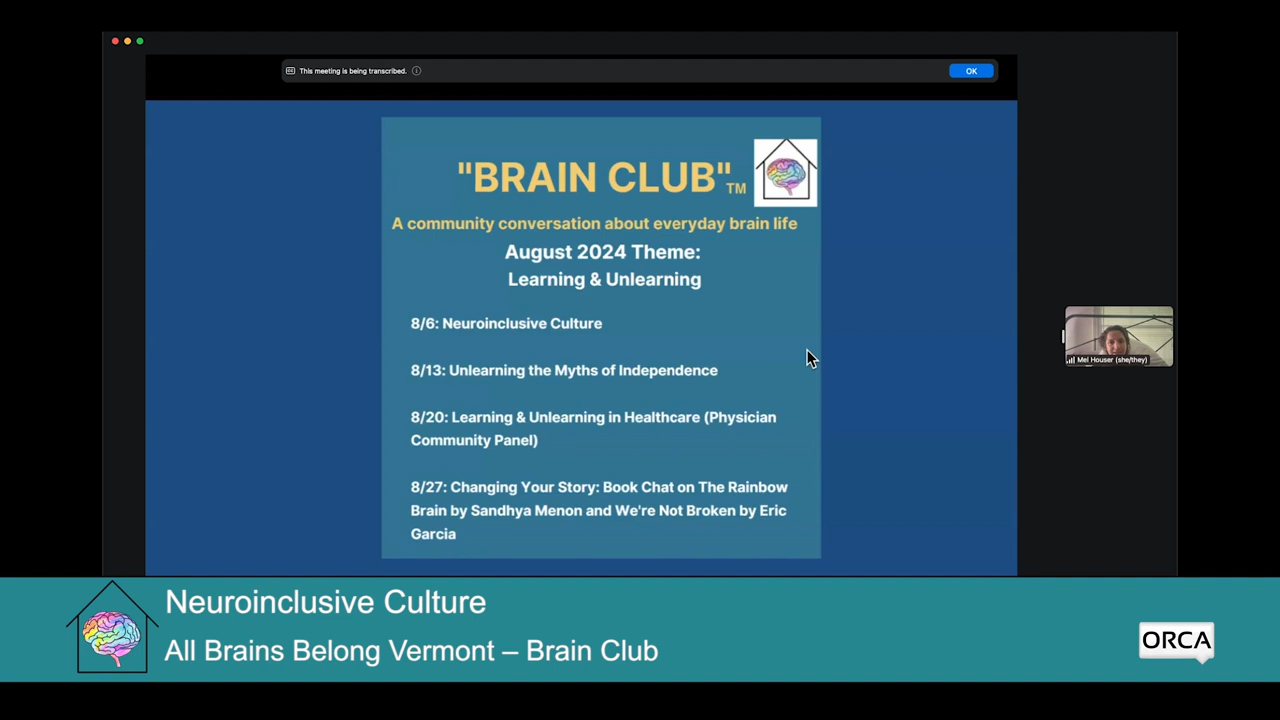 This meeting is being transcribed.
OK
"BRAIN CLUB"TM
A community conversation about everyday brain life
August 2024 Theme:
Learning & Unlearning
8/6: Neuroinclusive Culture
8/13: Unlearning the Myths of Independence
8/20: Learning & Unlearning in Healthcare (Physician
Community Panel)
8/27: Changing Your Story: Book Chat on The Rainbow
Brain by Sandhya Menon and We're Not Broken by Eric
Garcia
Mel Houser (she/they)
Neuroinclusive Culture
All Brains Belong Vermont – Brain Club
ORCA